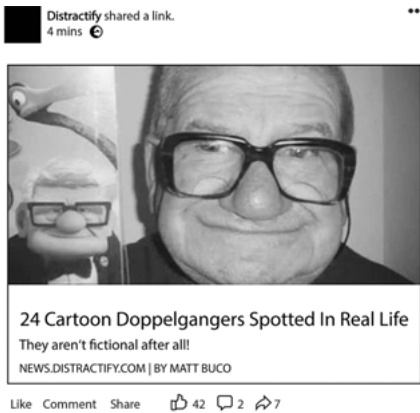 Distractify shared a link.
4 mins
24 Cartoon Doppelgangers Spotted In Real Life
They aren't fictional after all!
NEWS.DISTRACTIFY.COM | BY MATT BUCO
Like Comment Share 42 2 7